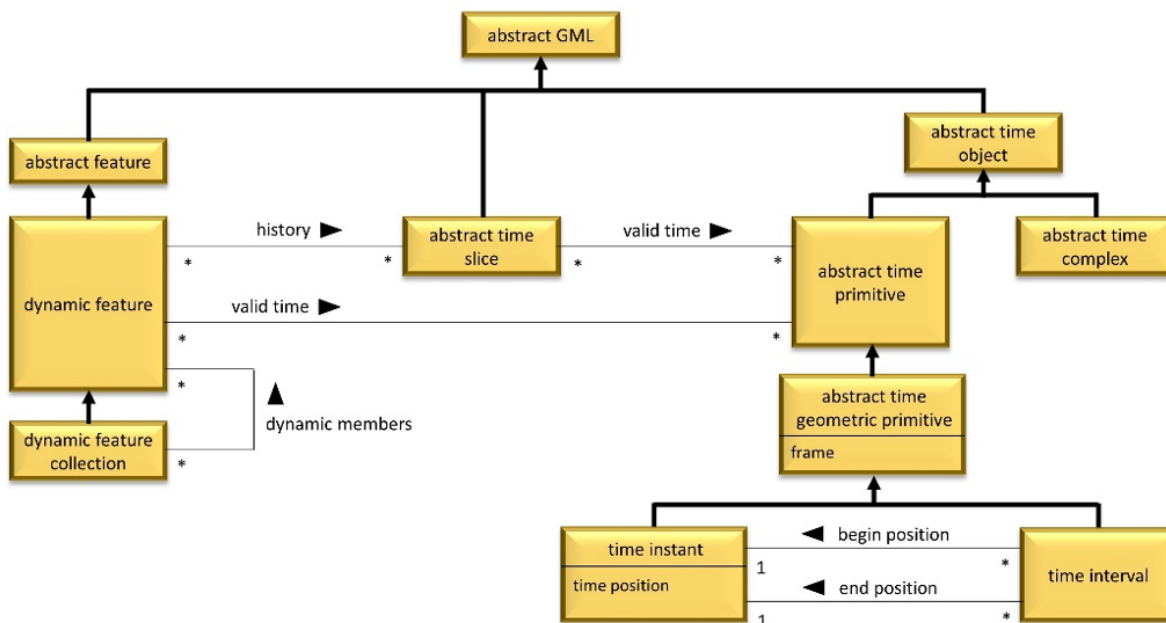 abstract GML
abstract feature
abstract time
object
history
abstract time
slice
valid time
abstract time
primitive
abstract time
complex
dynamic feature
*
*
*
*
valid time
*
*
*
dynamic members
dynamic feature
collection
*
abstract time
geometric primitive
frame
time instant
time position
begin position
1
*
end position
1
*
time interval